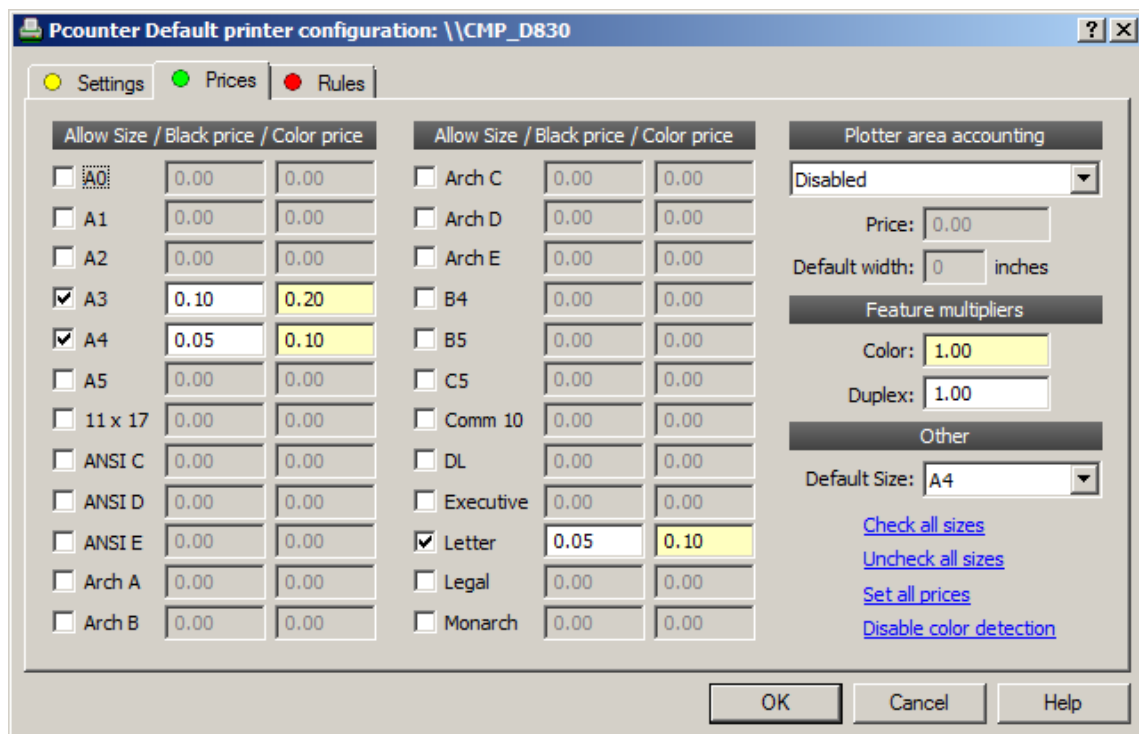 Pcounter Default printer configuration: \\CMP_D830
Settings Prices Rules
Allow Size / Black price / Color price
A0 0.00 0.00
A1 0.00 0.00
A2 0.00 0.00
A3 0.10 0.20
A4 0.05 0.10
A5 0.00 0.00
11 x 17 0.00 0.00
ANSI C 0.00 0.00
ANSI D 0.00 0.00
ANSI E 0.00 0.00
Arch A 0.00 0.00
Arch B 0.00 0.00
Allow Size / Black price / Color price
Arch C 0.00 0.00
Arch D 0.00 0.00
Arch E 0.00 0.00
B4 0.00 0.00
B5 0.00 0.00
C5 0.00 0.00
Comm 10 0.00 0.00
DL 0.00 0.00
Executive 0.00 0.00
Letter 0.05 0.10
Legal 0.00 0.00
Monarch 0.00 0.00
Plotter area accounting
Disabled
Price: 0.00
Default width: 0 inches
Feature multipliers
Color: 1.00
Duplex: 1.00
Other
Default Size: A4
Check all sizes
Uncheck all sizes
Set all prices
Disable color detection
OK Cancel Help